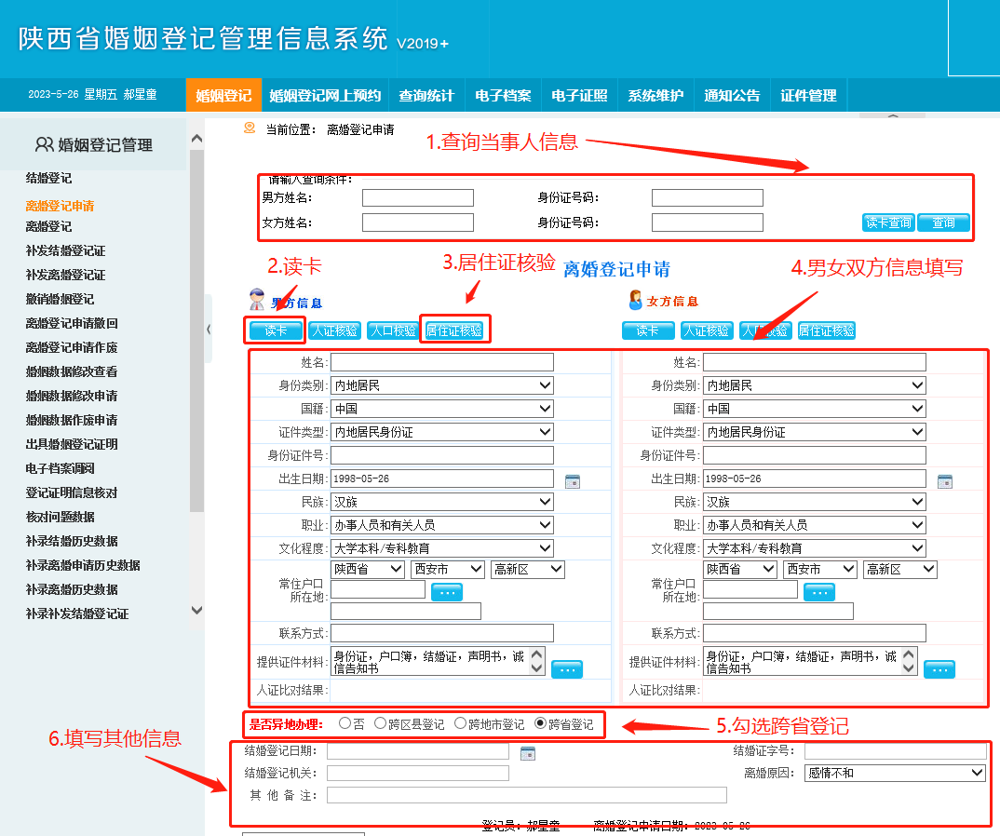 陕西省婚姻登记管理信息系统 V2019+
2023-5-26 星期五 郝星童 婚姻登记 婚姻登记网上预约 查询统计 电子档案 电子证照 系统维护 通知公告 证件管理
婚姻登记管理
结婚登记
离婚登记申请
离婚登记
补发结婚登记证
补发离婚登记证
撤销婚姻登记
离婚登记申请撤回
离婚登记申请作废
婚姻数据修改查看
婚姻数据修改申请
婚姻数据作废申请
出具婚姻登记证明
电子档案调阅
登记证明信息核对
核对问题数据
补录结婚历史数据
补录离婚申请历史数据
补录离婚历史数据
补录补发结婚登记证
当前位置： 离婚登记申请
1.查询当事人信息
请输入查询条件：
男方姓名： 身份证号码：
女方姓名： 身份证号码： 读卡查询 查询
2.读卡 3.居住证核验 离婚登记申请 4.男女双方信息填写
男方信息 女方信息
读卡 人证核验 人口校验 居住证核验 读卡 人证核验 人口校验 居住证核验
姓名: 姓名:
身份类别: 内地居民 身份类别: 内地居民
国籍: 中国 国籍: 中国
证件类型: 内地居民身份证 证件类型: 内地居民身份证
身份证件号: 身份证件号:
出生日期: 1998-05-26 出生日期: 1998-05-26
民族: 汉族 民族: 汉族
职业: 办事人员和有关人员 职业: 办事人员和有关人员
文化程度: 大学本科/专科教育 文化程度: 大学本科/专科教育
陕西省 西安市 高新区 陕西省 西安市 高新区
常住户口 ... 常住户口 ...
所在地: 所在地:
联系方式: 联系方式:
提供证件材料: 身份证，户口簿，结婚证，声明书，诚 ... 提供证件材料: 身份证，户口簿，结婚证，声明书，诚 ...
信告知书 信告知书
人证比对结果: 人证比对结果:
是否异地办理: 否 跨区县登记 跨地市登记 跨省登记 5.勾选跨省登记
6.填写其他信息
结婚登记日期: 结婚证字号:
结婚登记机关: 离婚原因: 感情不和
其 他 备 注:
登记员: 郝星童 离婚登记申请日期: 2023-05-26